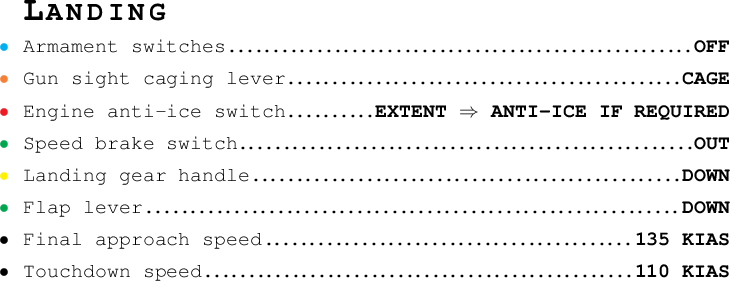 LANDING
• Armament switches......................................................OFF
• Gun sight caging lever.............................................CAGE
• Engine anti-ice switch..........EXTENT ⇒ ANTI-ICE IF REQUIRED
• Speed brake switch....................................................OUT
• Landing gear handle.................................................DOWN
• Flap lever.............................................................DOWN
• Final approach speed..........................................135 KIAS
• Touchdown speed.................................................110 KIAS